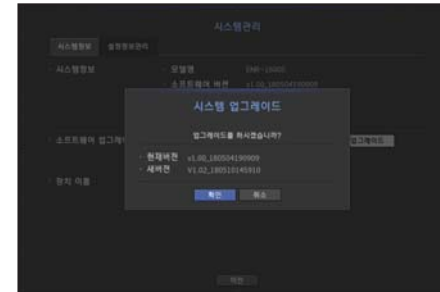 시스템관리
시스템정보 설정정보관리
시스템정보 모델명
소프트웨어 버전 v1.00_180504190909
시스템 업그레이드
업그레이드를 하시겠습니까?
소프트웨어 업그레이 업그레이드
현재버전 v1.00_180504190909
새버전 V1.02_180510145910
장치 이름
확인 취소
이전